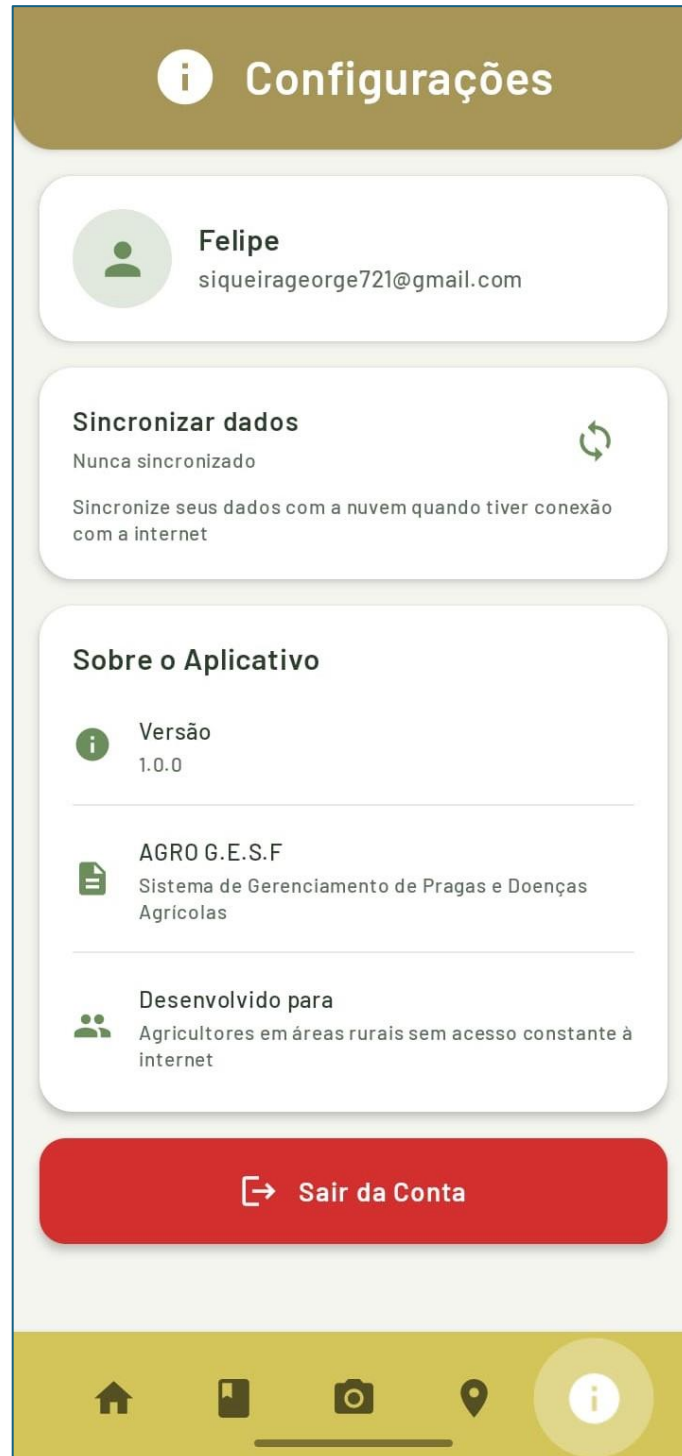 Configurações
Felipe
siqueirageorge721@gmail.com
Sincronizar dados
Nunca sincronizado
Sincronize seus dados com a nuvem quando tiver conexão
com a internet
Sobre o Aplicativo
Versão
1.0.0
AGRO G.E.S.F
Sistema de Gerenciamento de Pragas e Doenças
Agrícolas
Desenvolvido para
Agricultores em áreas rurais sem acesso constante à
internet
Sair da Conta